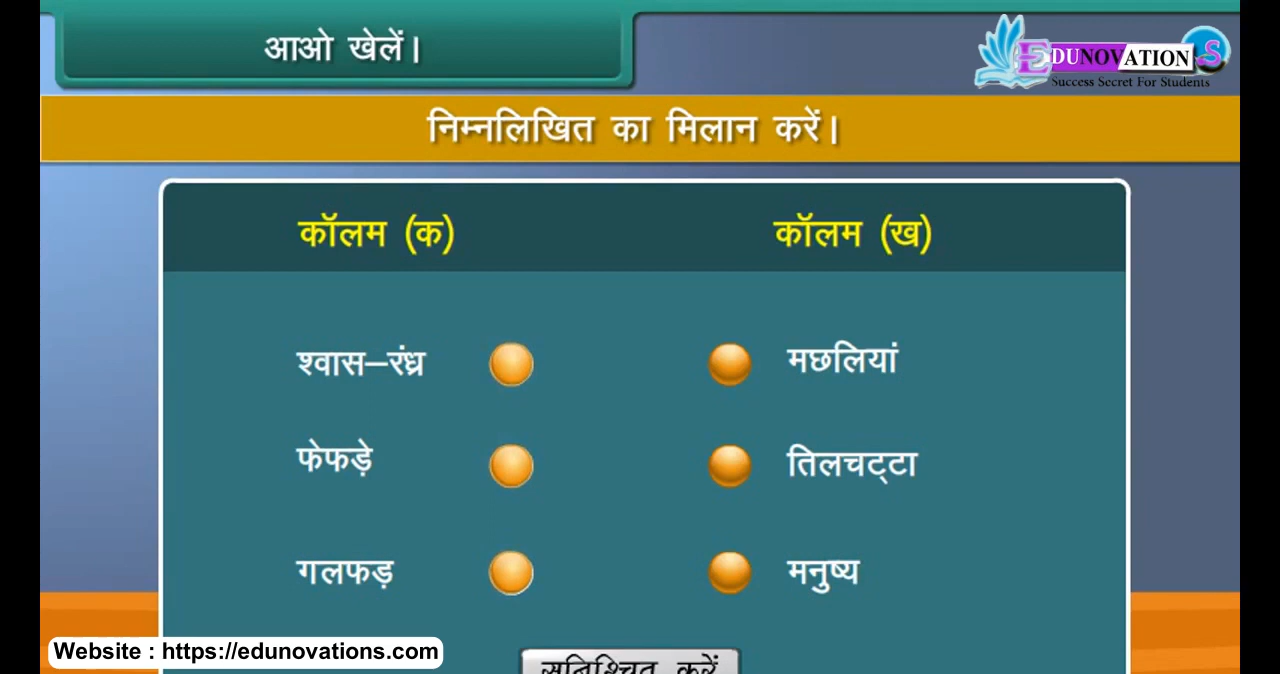 आओ खेलें।
EDUNOVATIONS
Success Secret For Students
निम्नलिखित का मिलान करें।
कॉलम (क) कॉलम (ख)
श्वास–रंध्र मछलियां
फेफड़े तिलचट्टा
गलफड़ मनुष्य
Website : https://edunovations.com
सुनिश्चित करें